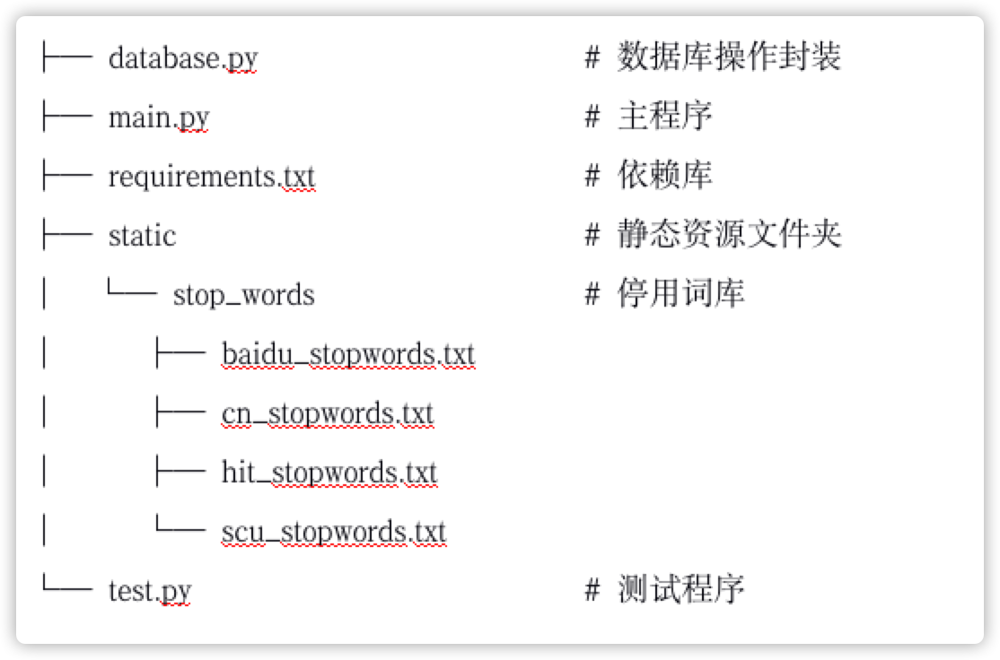 ├── database.py # 数据库操作封装
├── main.py # 主程序
├── requirements.txt # 依赖库
├── static # 静态资源文件夹
│ └── stop_words # 停用词库
│ ├── baidu_stopwords.txt
│ ├── cn_stopwords.txt
│ ├── hit_stopwords.txt
│ └── scu_stopwords.txt
└── test.py # 测试程序